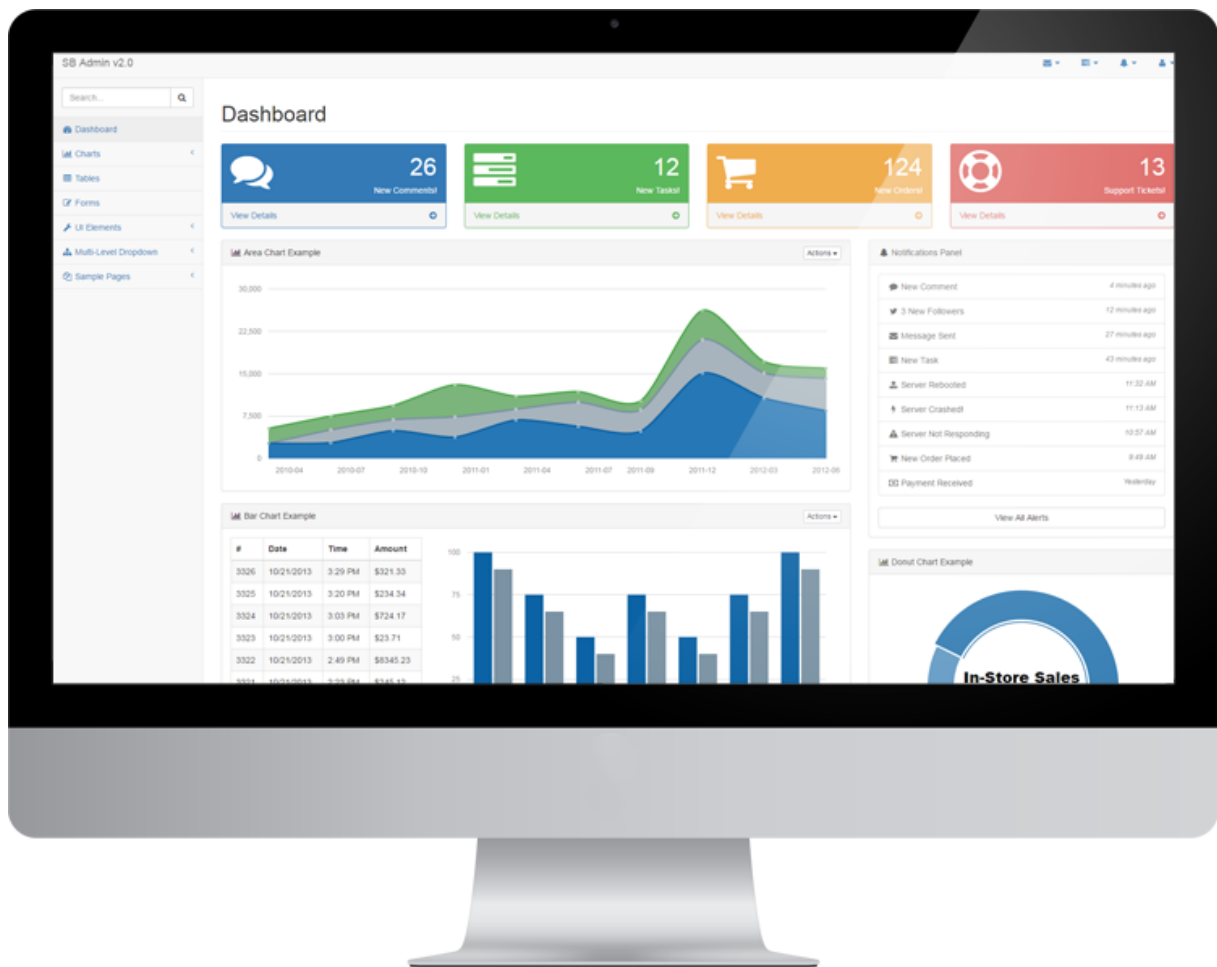 SB Admin v2.0
Search...
Dashboard
Charts
Tables
Forms
UI Elements
Multi-Level Dropdown
Sample Pages
Dashboard
26
New Comments!
View Details
12
New Tasks!
View Details
124
New Orders!
View Details
13
Support Tickets!
View Details
Area Chart Example
Actions
30,000
22,500
15,000
7,500
0
2010-04 2010-07 2010-10 2011-01 2011-04 2011-07 2011-09 2011-12 2012-03 2012-06
Notifications Panel
New Comment 4 minutes ago
3 New Followers 12 minutes ago
Message Sent 27 minutes ago
New Task 43 minutes ago
Server Rebooted 11:32 AM
Server Crashed! 11:13 AM
Server Not Responding 10:57 AM
New Order Placed 9:49 AM
Payment Received Yesterday
View All Alerts
Bar Chart Example
Actions
# Date Time Amount
3326 10/21/2013 3:29 PM $321.33
3325 10/21/2013 3:20 PM $234.34
3324 10/21/2013 3:03 PM $724.17
3323 10/21/2013 3:00 PM $23.71
3322 10/21/2013 2:49 PM $8345.23
3321 10/21/2013 2:23 PM $245.12
100
75
50
25
Donut Chart Example
In-Store Sales